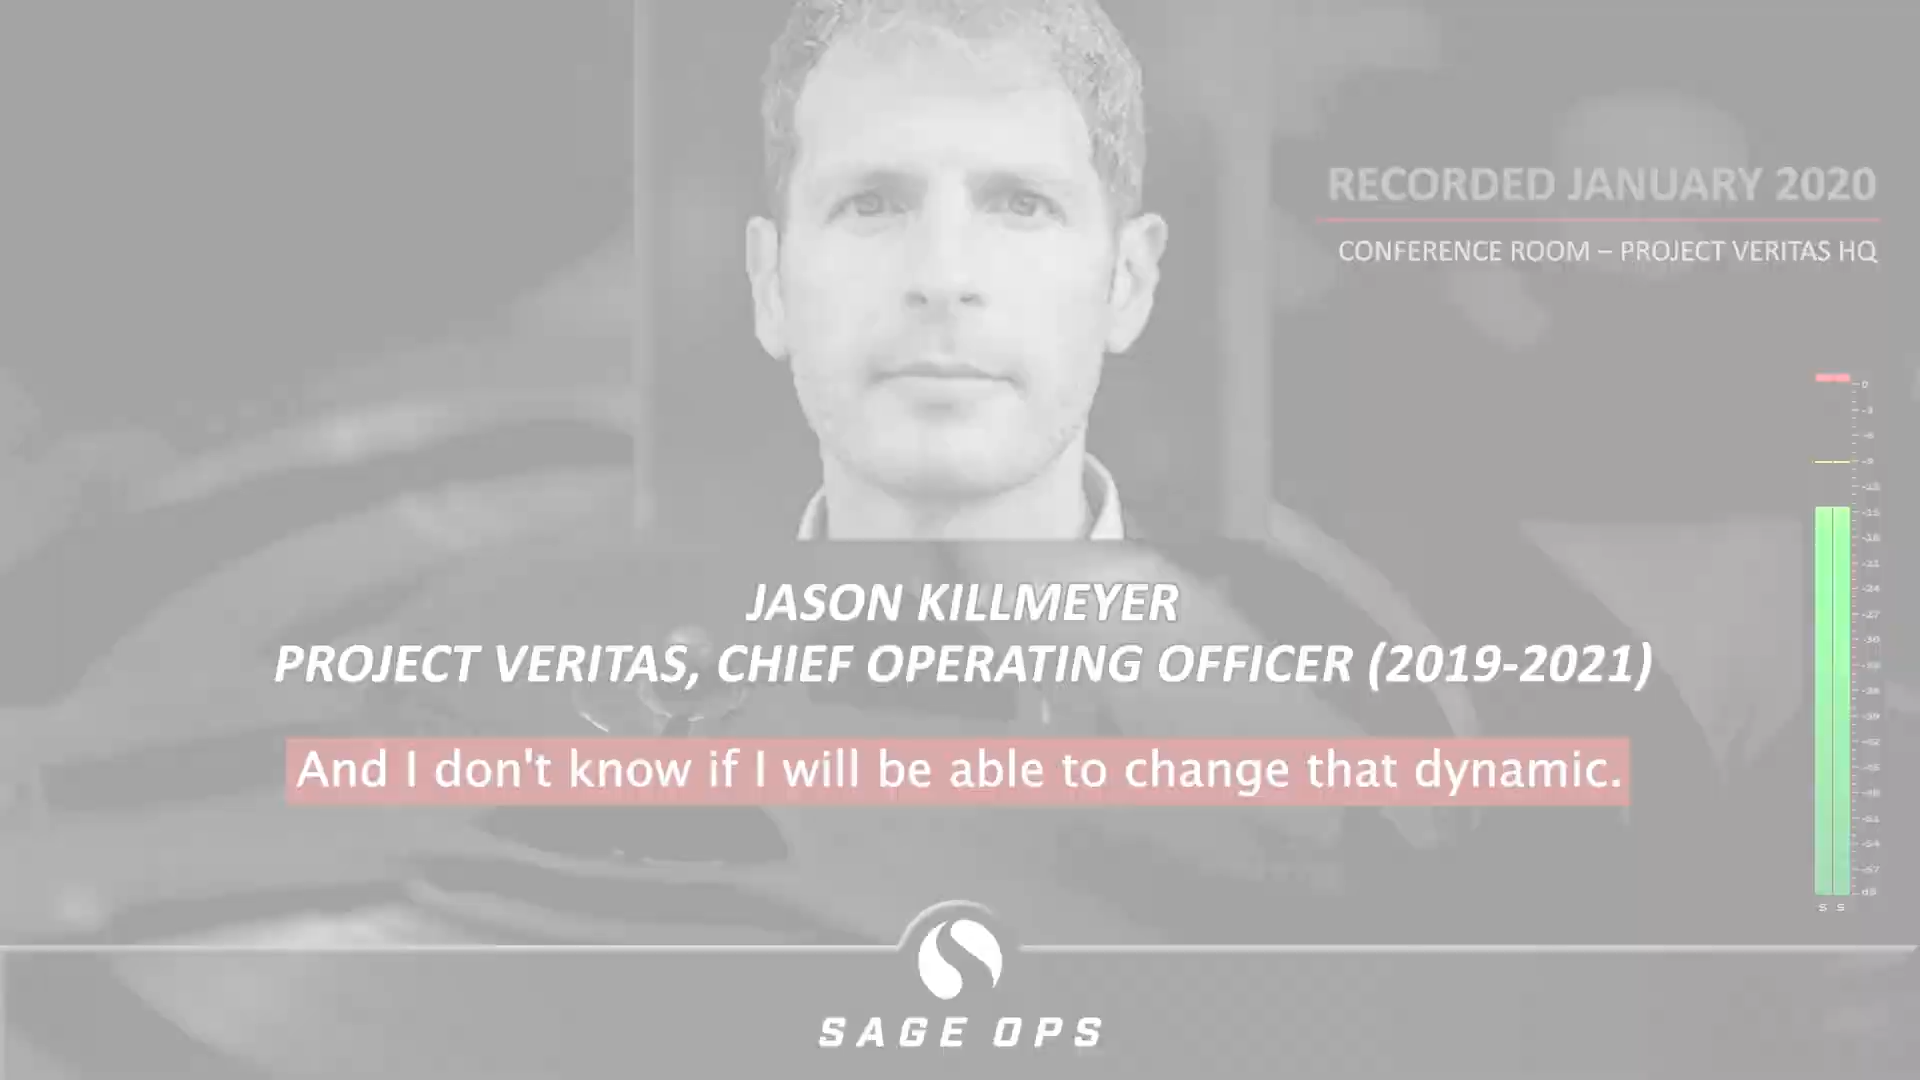 RECORDED JANUARY 2020
CONFERENCE ROOM – PROJECT VERITAS HQ
JASON KILLMEYER
PROJECT VERITAS, CHIEF OPERATING OFFICER (2019-2021)
And I don't know if I will be able to change that dynamic.
S S
SAGE OPS